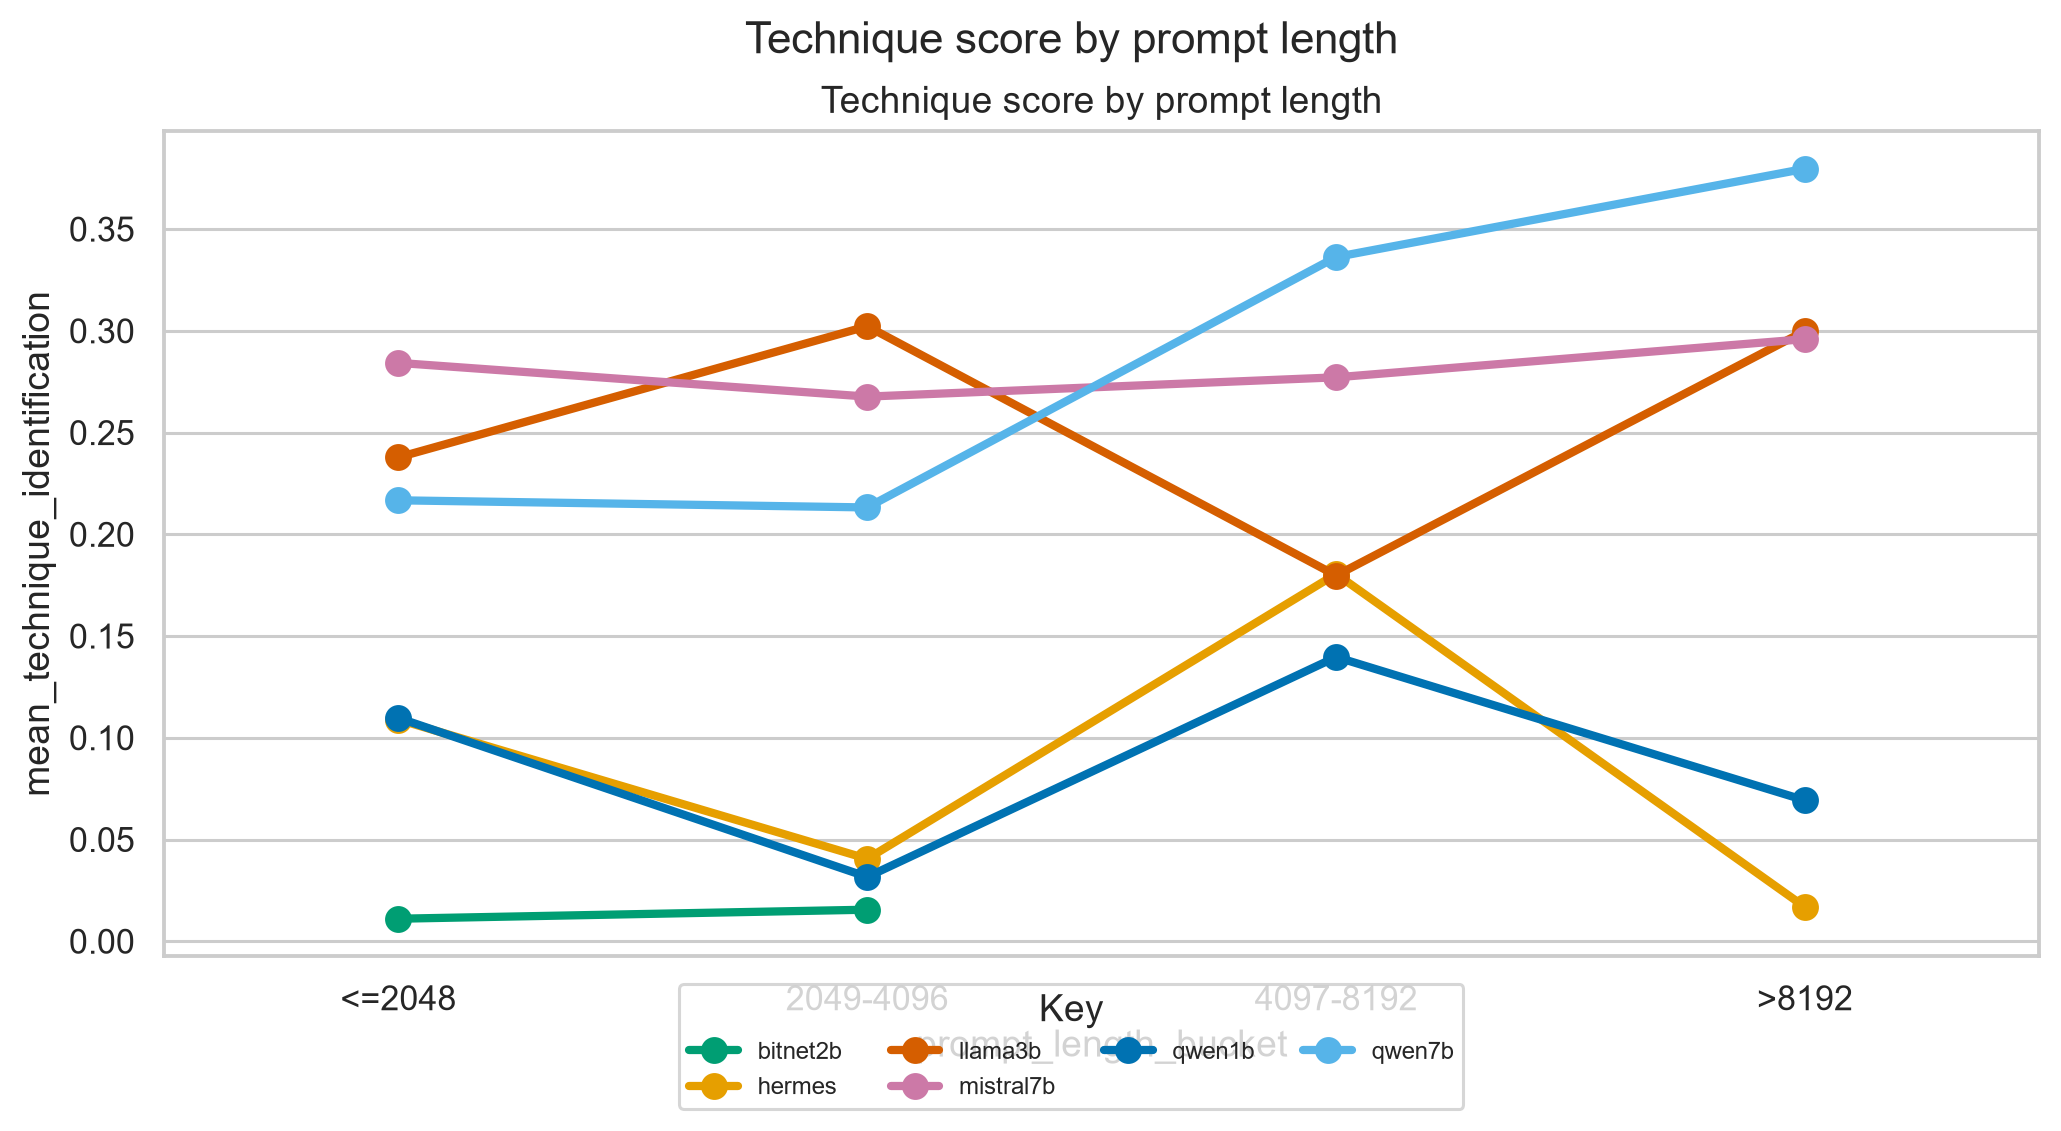 Technique score by prompt length
Technique score by prompt length
mean_technique_identification
0.35
0.30
0.25
0.20
0.15
0.10
0.05
0.00
<=2048 2049-4096 4097-8192 >8192
prompt_length_bucket
Key
bitnet2b llama3b qwen1b qwen7b
hermes mistral7b